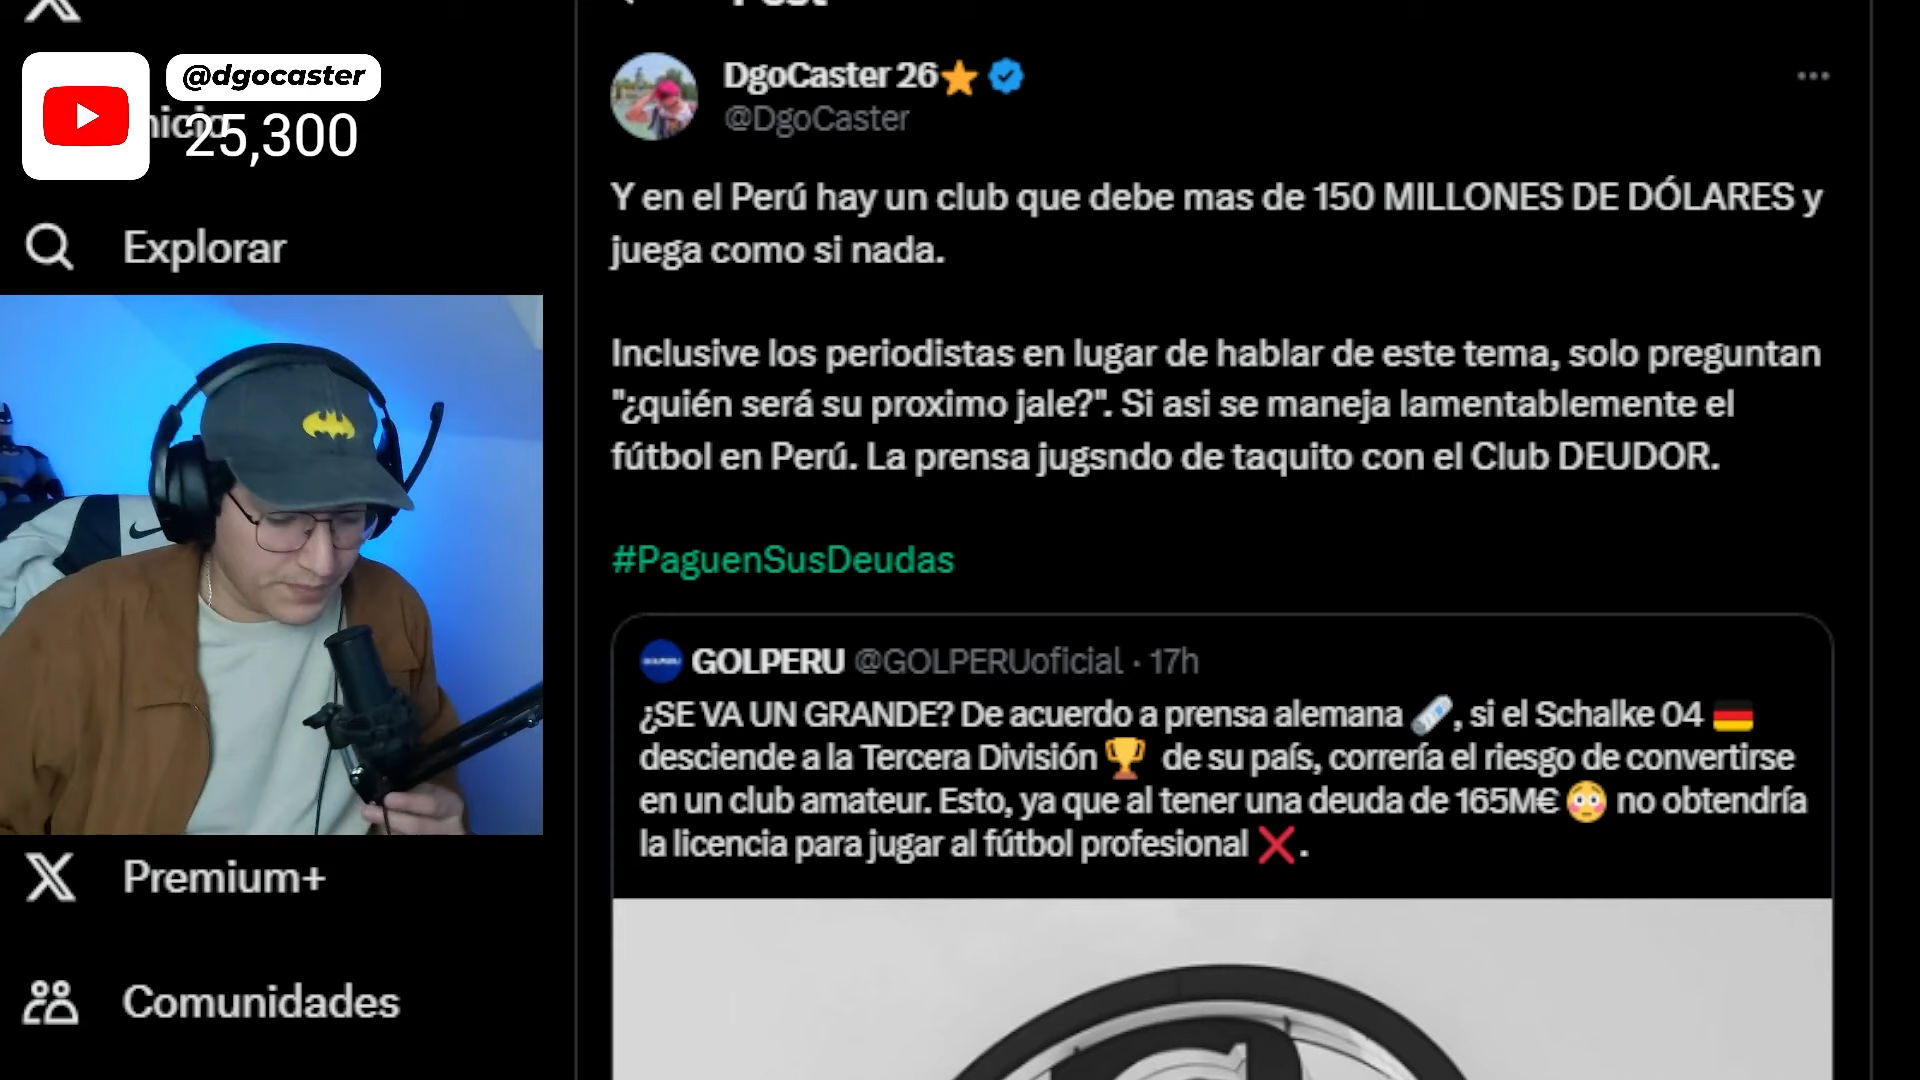 @dgocaster
25,300
Explorar
Premium+
Comunidades
DgoCaster 26
@DgoCaster
Y en el Perú hay un club que debe mas de 150 MILLONES DE DÓLARES y
juega como si nada.
Inclusive los periodistas en lugar de hablar de este tema, solo preguntan
"¿quién será su proximo jale?". Si asi se maneja lamentablemente el
fútbol en Perú. La prensa jugsndo de taquito con el Club DEUDOR.
#PaguenSusDeudas
GOLPERU @GOLPERUoficial · 17h
¿SE VA UN GRANDE? De acuerdo a prensa alemana 🗞️, si el Schalke 04 🇩🇪
desciende a la Tercera División 🏆 de su país, correría el riesgo de convertirse
en un club amateur. Esto, ya que al tener una deuda de 165M€ 😳 no obtendría
la licencia para jugar al fútbol profesional ❌.